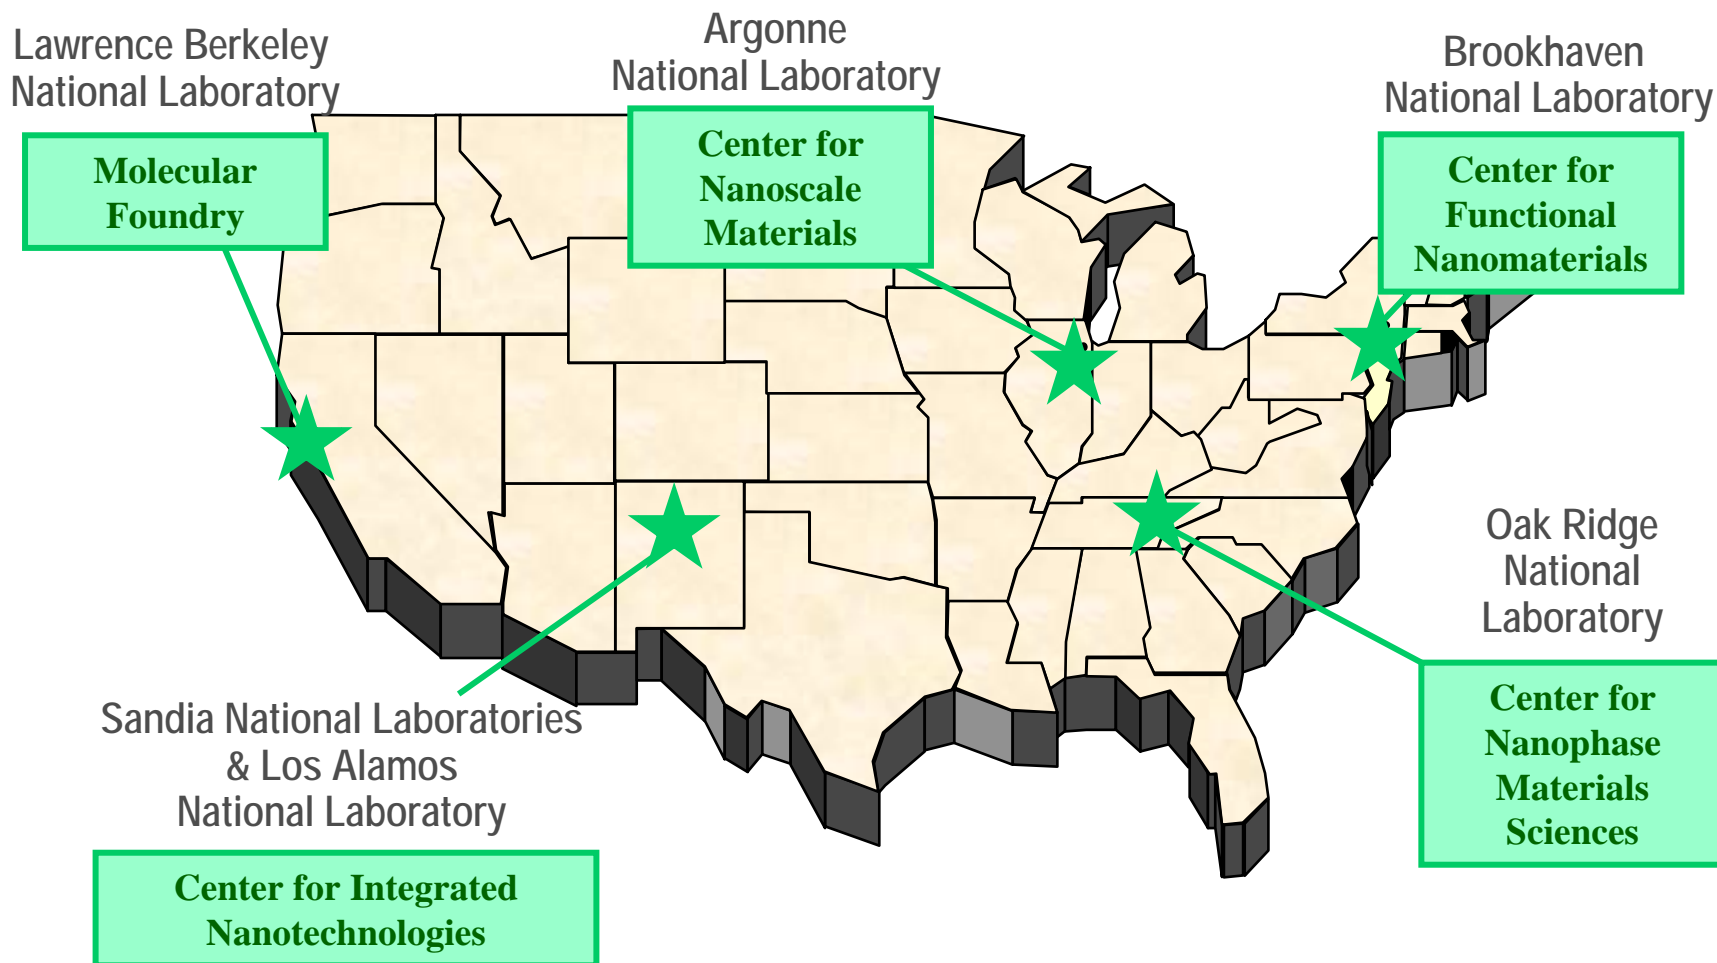 Lawrence Berkeley
National Laboratory
Molecular
Foundry
Argonne
National Laboratory
Center for
Nanoscale
Materials
Brookhaven
National Laboratory
Center for
Functional
Nanomaterials
Oak Ridge
National
Laboratory
Center for
Nanophase
Materials
Sciences
Sandia National Laboratories
& Los Alamos
National Laboratory
Center for Integrated
Nanotechnologies